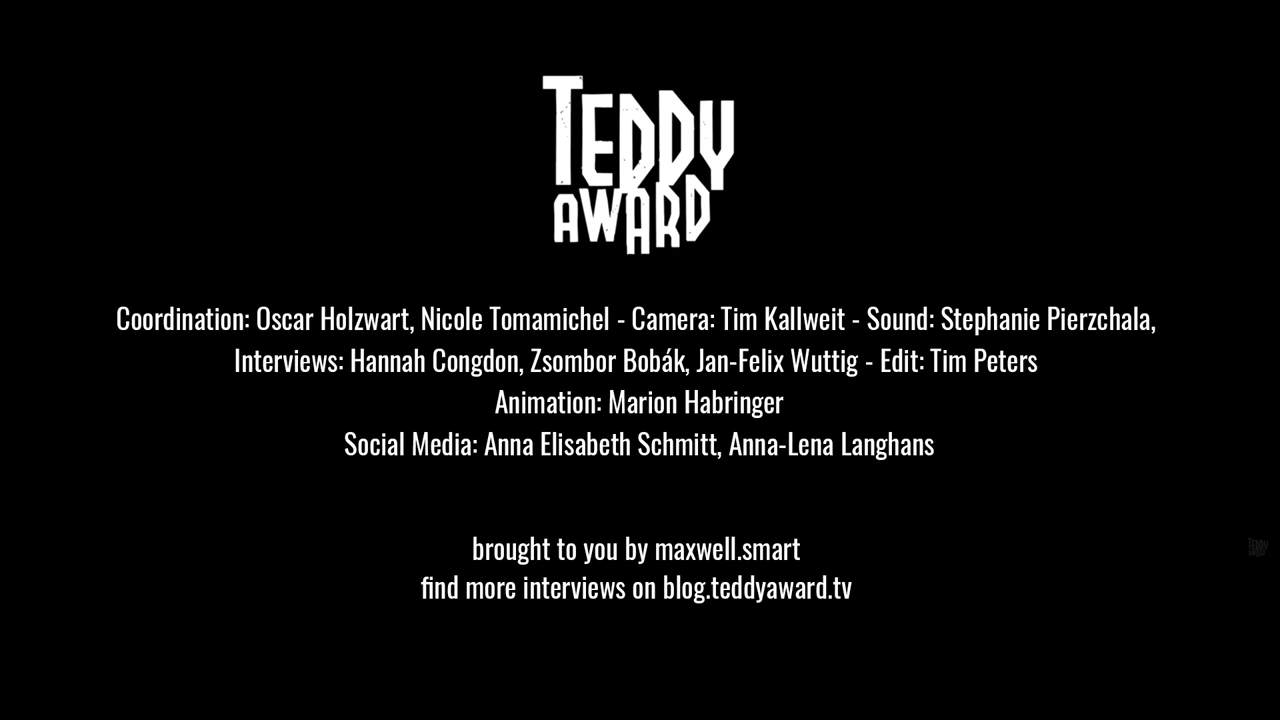 TEDDY
AWARD
Coordination: Oscar Holzwart, Nicole Tomamichel - Camera: Tim Kallweit - Sound: Stephanie Pierzchala,
Interviews: Hannah Congdon, Zsombor Bobák, Jan-Felix Wuttig - Edit: Tim Peters
Animation: Marion Habringer
Social Media: Anna Elisabeth Schmitt, Anna-Lena Langhans
brought to you by maxwell.smart
find more interviews on blog.teddyaward.tv
TEDDY
AWARD